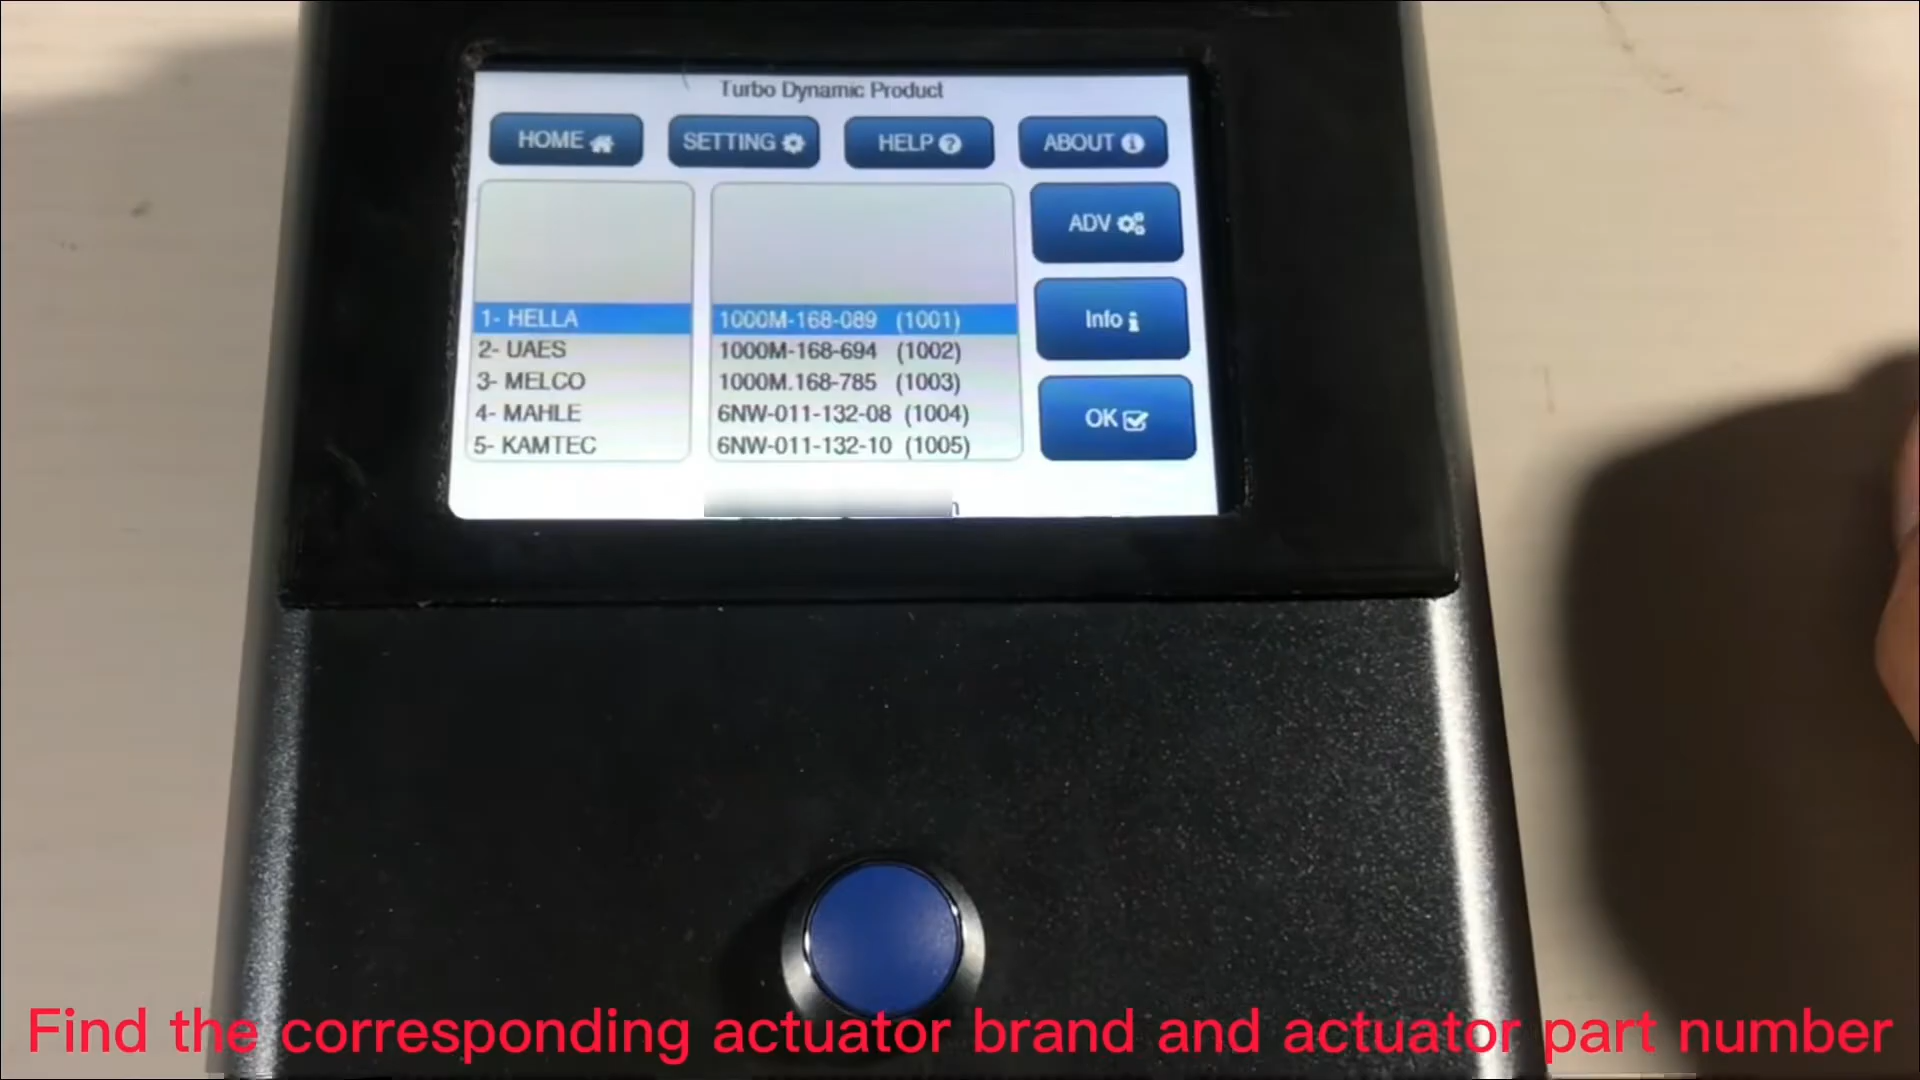 Turbo Dynamic Product
HOME
SETTING
HELP
ABOUT
ADV
1- HELLA
2- UAES
3- MELCO
4- MAHLE
5- KAMTEC
1000M-168-089 (1001)
1000M-168-694 (1002)
1000M.168-785 (1003)
6NW-011-132-08 (1004)
6NW-011-132-10 (1005)
Info
OK
Find the corresponding actuator brand and actuator part number